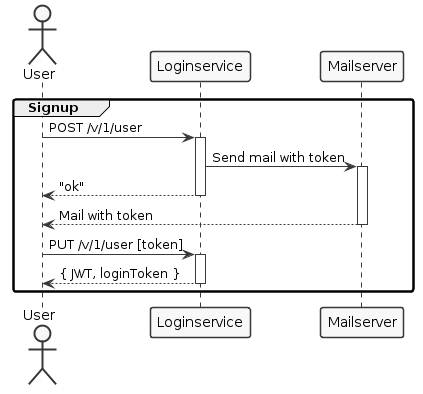 User
Loginservice
Mailserver
Signup
POST /v/1/user
Send mail with token
"ok"
Mail with token
PUT /v/1/user [token]
{ JWT, loginToken }
User
Loginservice
Mailserver